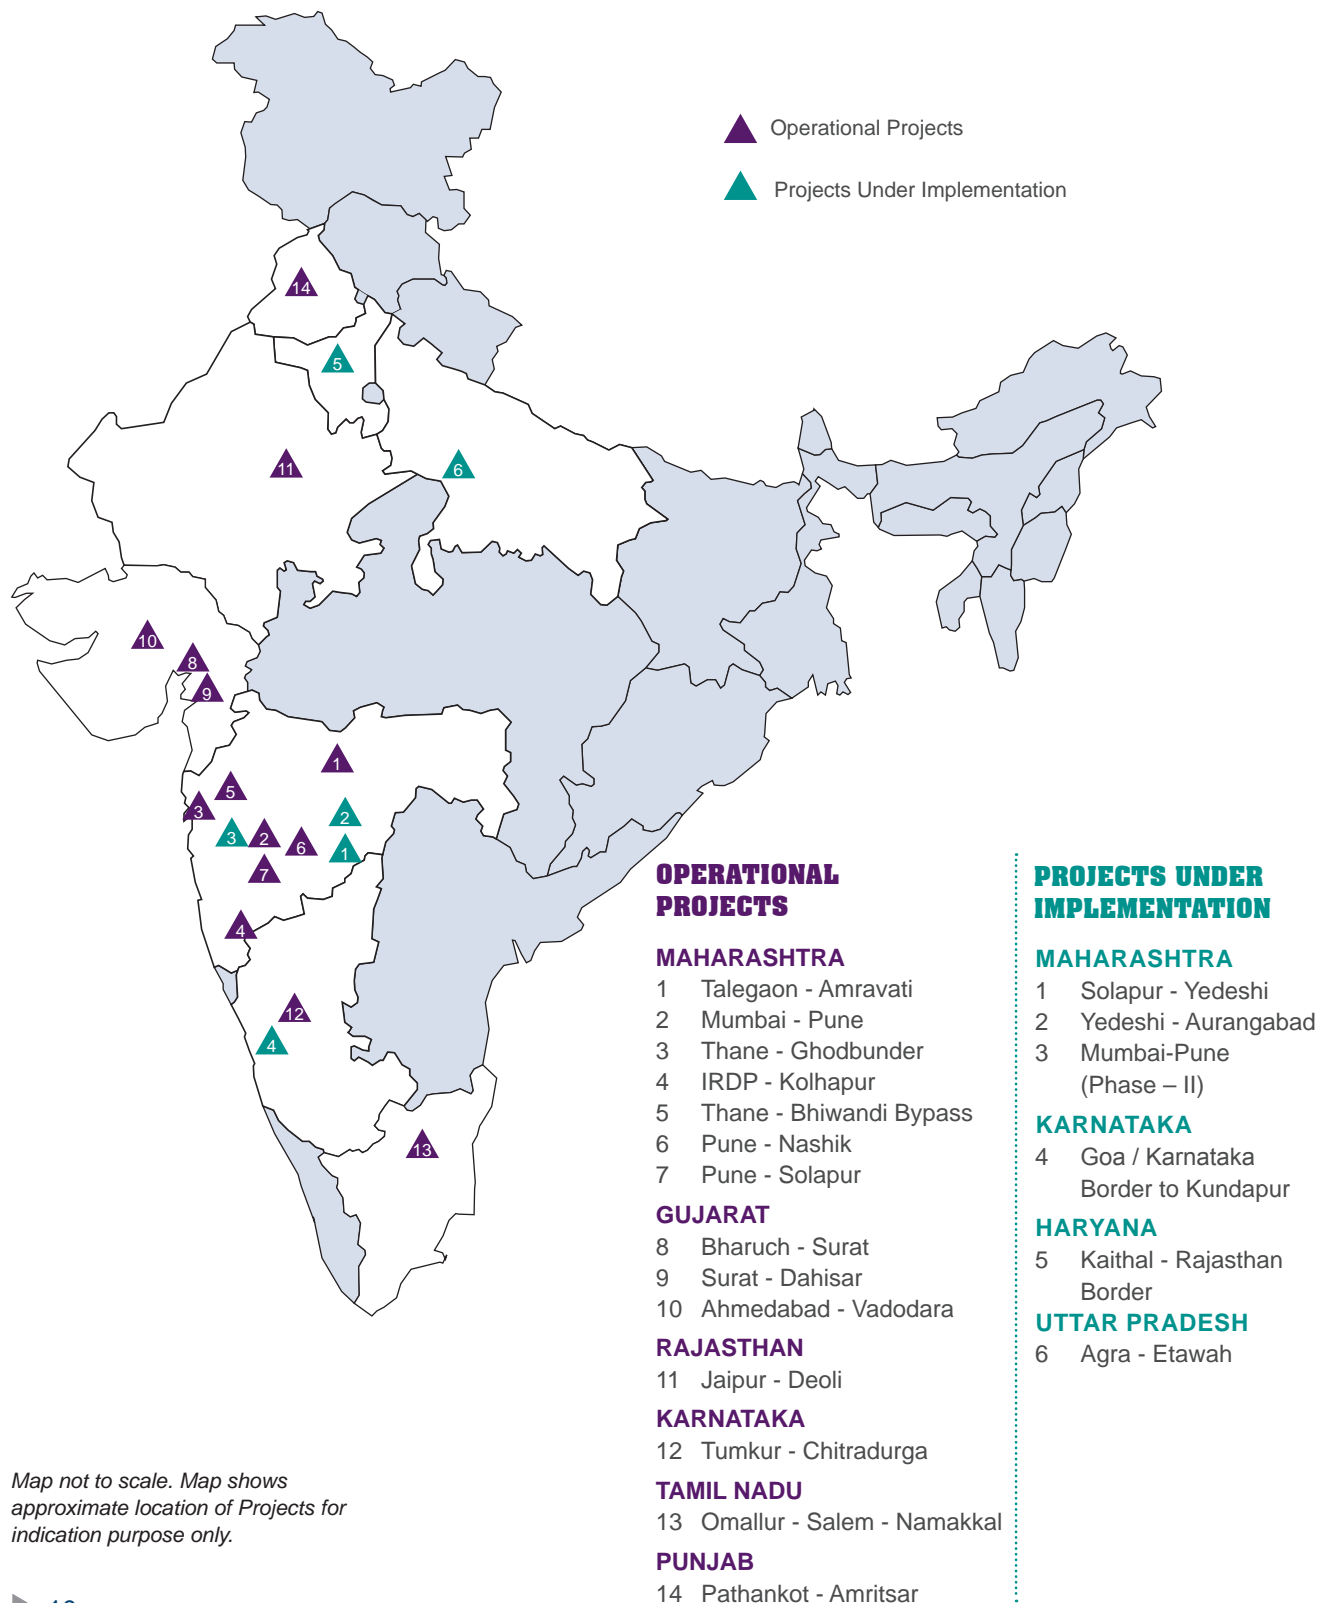 Operational Projects
Projects Under Implementation
14
5
11
6
10
8
9
1
5
3
2
3
2
6
1
7
4
12
4
13
OPERATIONAL
PROJECTS
MAHARASHTRA
1 Talegaon - Amravati
2 Mumbai - Pune
3 Thane - Ghodbunder
4 IRDP - Kolhapur
5 Thane - Bhiwandi Bypass
6 Pune - Nashik
7 Pune - Solapur
GUJARAT
8 Bharuch - Surat
9 Surat - Dahisar
10 Ahmedabad - Vadodara
RAJASTHAN
11 Jaipur - Deoli
KARNATAKA
12 Tumkur - Chitradurga
TAMIL NADU
13 Omallur - Salem - Namakkal
PUNJAB
14 Pathankot - Amritsar
PROJECTS UNDER
IMPLEMENTATION
MAHARASHTRA
1 Solapur - Yedeshi
2 Yedeshi - Aurangabad
3 Mumbai-Pune
(Phase – II)
KARNATAKA
4 Goa / Karnataka
Border to Kundapur
HARYANA
5 Kaithal - Rajasthan
Border
UTTAR PRADESH
6 Agra - Etawah
Map not to scale. Map shows
approximate location of Projects for
indication purpose only.